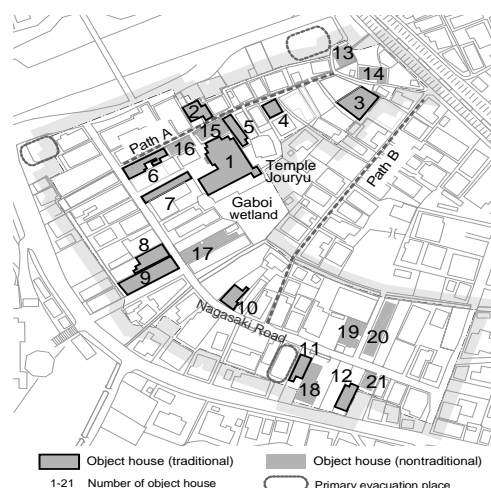 13
14
2
3
15
5
4
Path A
16
1
6
Temple
Jouryu
Path B
7
Gaboi
wetland
8
17
9
10
Nagasaki Road
19
20
11
12
21
18
Object house (traditional)
Object house (nontraditional)
1-21 Number of object house
Primary evacuation place